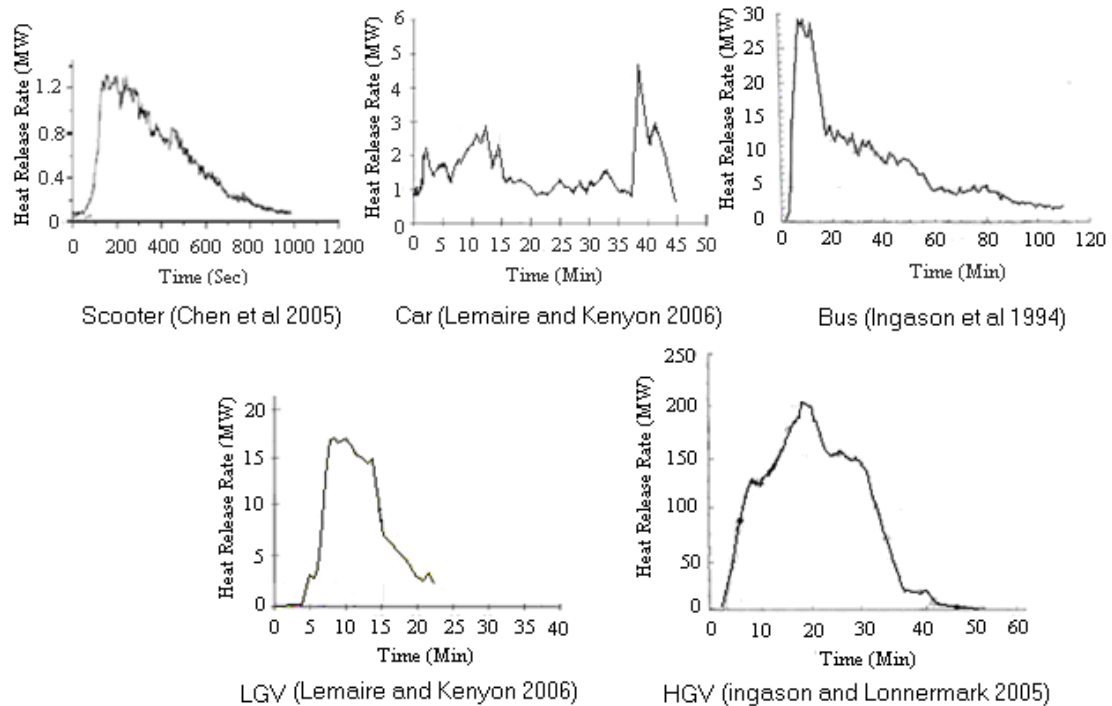 Heat Release Rate (MW)
1.2
0.8
0.4
0
0 200 400 600 800 1000 1200
Time (Sec)
Scooter (Chen et al 2005)
Heat Release Rate (MW)
6
5
4
3
2
1
0
0 5 10 15 20 25 30 35 40 45 50
Time (Min)
Car (Lemaire and Kenyon 2006)
Heat Release Rate (MW)
30
25
20
15
10
5
0
0 20 40 60 80 100 120
Time (Min)
Bus (Ingason et al 1994)
Heat Release Rate (MW)
20
15
10
5
0
0 5 10 15 20 25 30 35 40
Time (Min)
LGV (Lemaire and Kenyon 2006)
Heat Release Rate (MW)
250
200
150
100
50
0
0 10 20 30 40 50 60
Time (Min)
HGV (ingason and Lonnermark 2005)